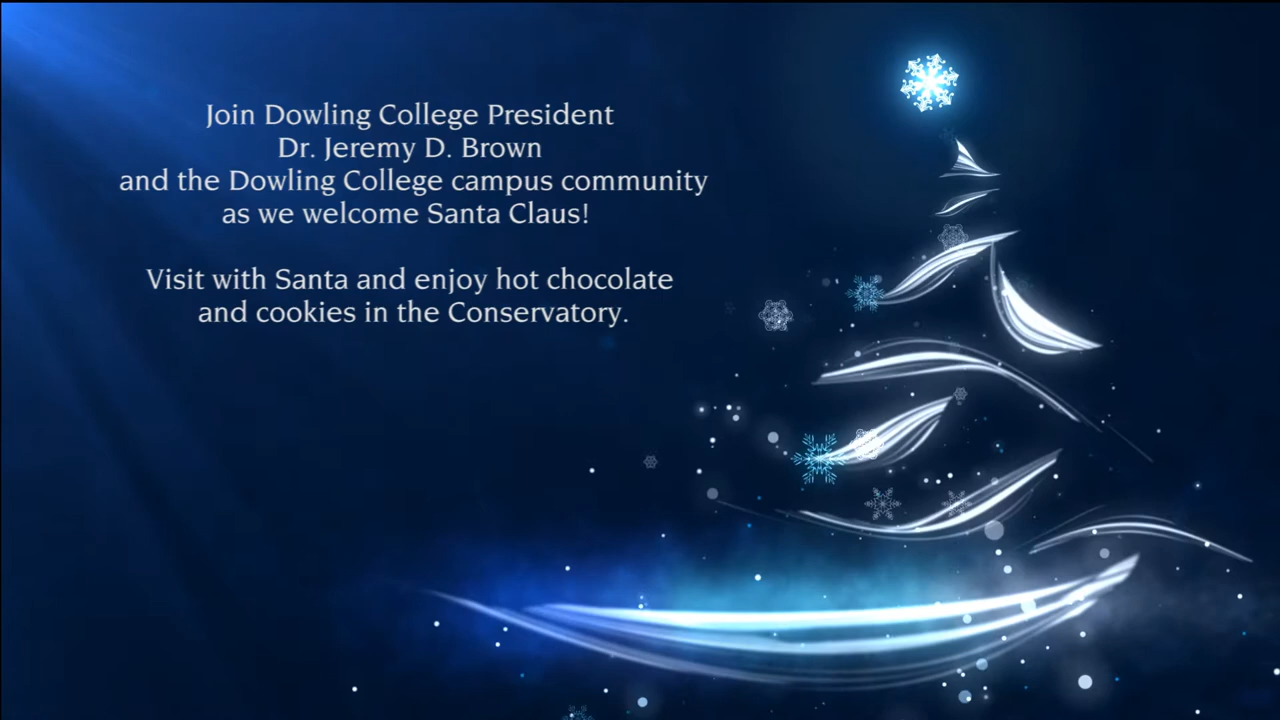 Join Dowling College President
Dr. Jeremy D. Brown
and the Dowling College campus community
as we welcome Santa Claus!
Visit with Santa and enjoy hot chocolate
and cookies in the Conservatory.